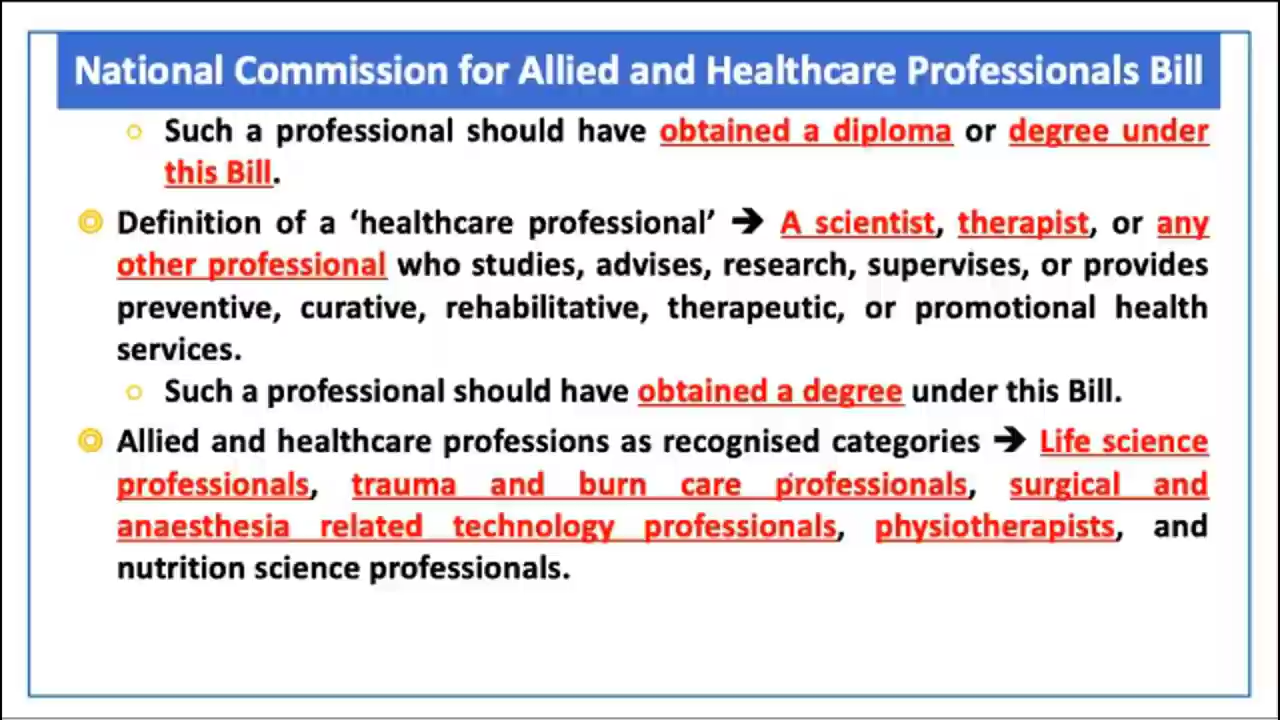 National Commission for Allied and Healthcare Professionals Bill
Such a professional should have obtained a diploma or degree under
this Bill.
Definition of a ‘healthcare professional’ ➔ A scientist, therapist, or any
other professional who studies, advises, research, supervises, or provides
preventive, curative, rehabilitative, therapeutic, or promotional health
services.
Such a professional should have obtained a degree under this Bill.
Allied and healthcare professions as recognised categories ➔ Life science
professionals, trauma and burn care professionals, surgical and
anaesthesia related technology professionals, physiotherapists, and
nutrition science professionals.